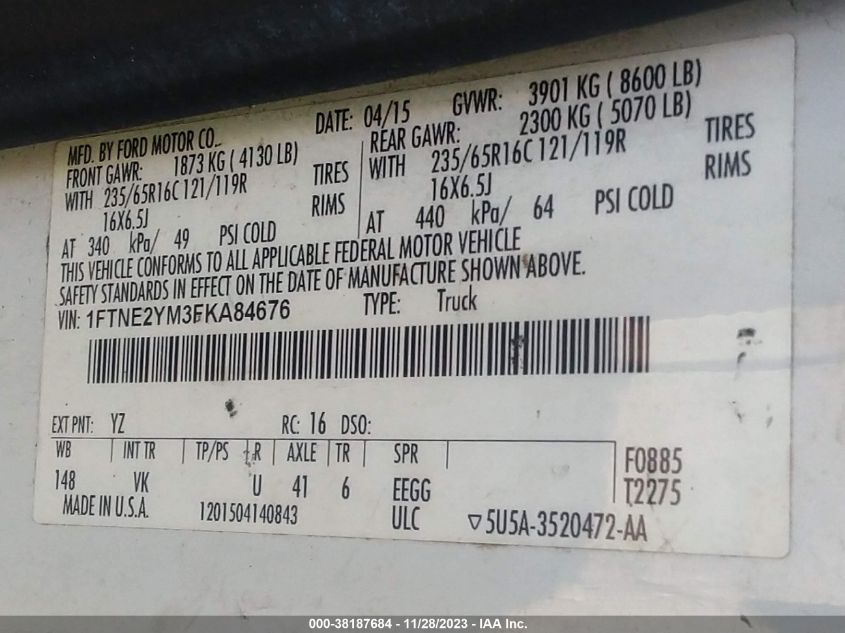 MFD. BY FORD MOTOR CO.
DATE: 04/15 GVWR: 3901 KG ( 8600 LB)
FRONT GAWR: 1873 KG ( 4130 LB) REAR GAWR: 2300 KG ( 5070 LB)
WITH 235/65R16C 121/119R TIRES WITH 235/65R16C 121/119R TIRES
16X6.5J RIMS 16X6.5J RIMS
AT 340 kPa/ 49 PSI COLD AT 440 kPa/ 64 PSI COLD
THIS VEHICLE CONFORMS TO ALL APPLICABLE FEDERAL MOTOR VEHICLE
SAFETY STANDARDS IN EFFECT ON THE DATE OF MANUFACTURE SHOWN ABOVE.
VIN: 1FTNE2YM3FKA84676 TYPE: Truck
EXT PNT: YZ RC: 16 DSO:
WB INT TR TP/PS R AXLE TR SPR F0885
148 VK U 41 6 EEGG T2275
MADE IN U.S.A. 1201504140843 ULC ▽5U5A-3520472-AA
000-38187684 - 11/28/2023 - IAA Inc.